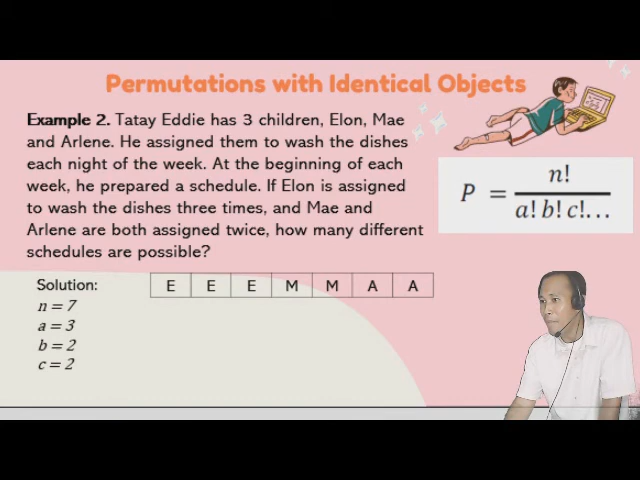 Permutations with Identical Objects
Example 2. Tatay Eddie has 3 children, Elon, Mae
and Arlene. He assigned them to wash the dishes
each night of the week. At the beginning of each
week, he prepared a schedule. If Elon is assigned
to wash the dishes three times, and Mae and
Arlene are both assigned twice, how many different
schedules are possible?
P = n! / a! b! c!...
Solution:
E E E M M A A
n = 7
a = 3
b = 2
c = 2